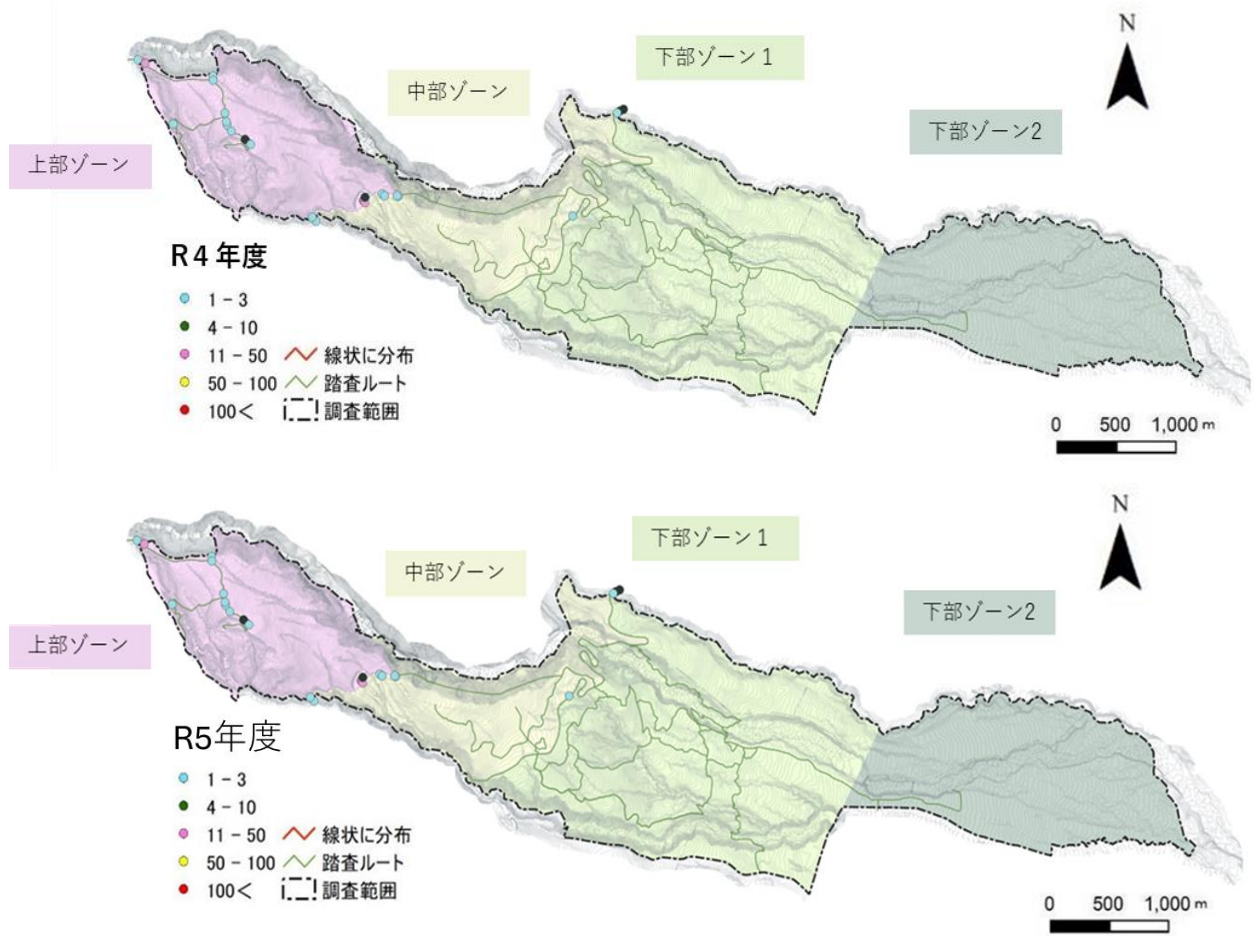 N
下部ゾーン１
中部ゾーン
下部ゾーン2
上部ゾーン
R４年度
1 - 3
4 - 10
11 - 50 線状に分布
50 - 100 踏査ルート
100< 調査範囲
0 500 1,000 m
N
下部ゾーン１
中部ゾーン
下部ゾーン2
上部ゾーン
R5年度
1 - 3
4 - 10
11 - 50 線状に分布
50 - 100 踏査ルート
100< 調査範囲
0 500 1,000 m